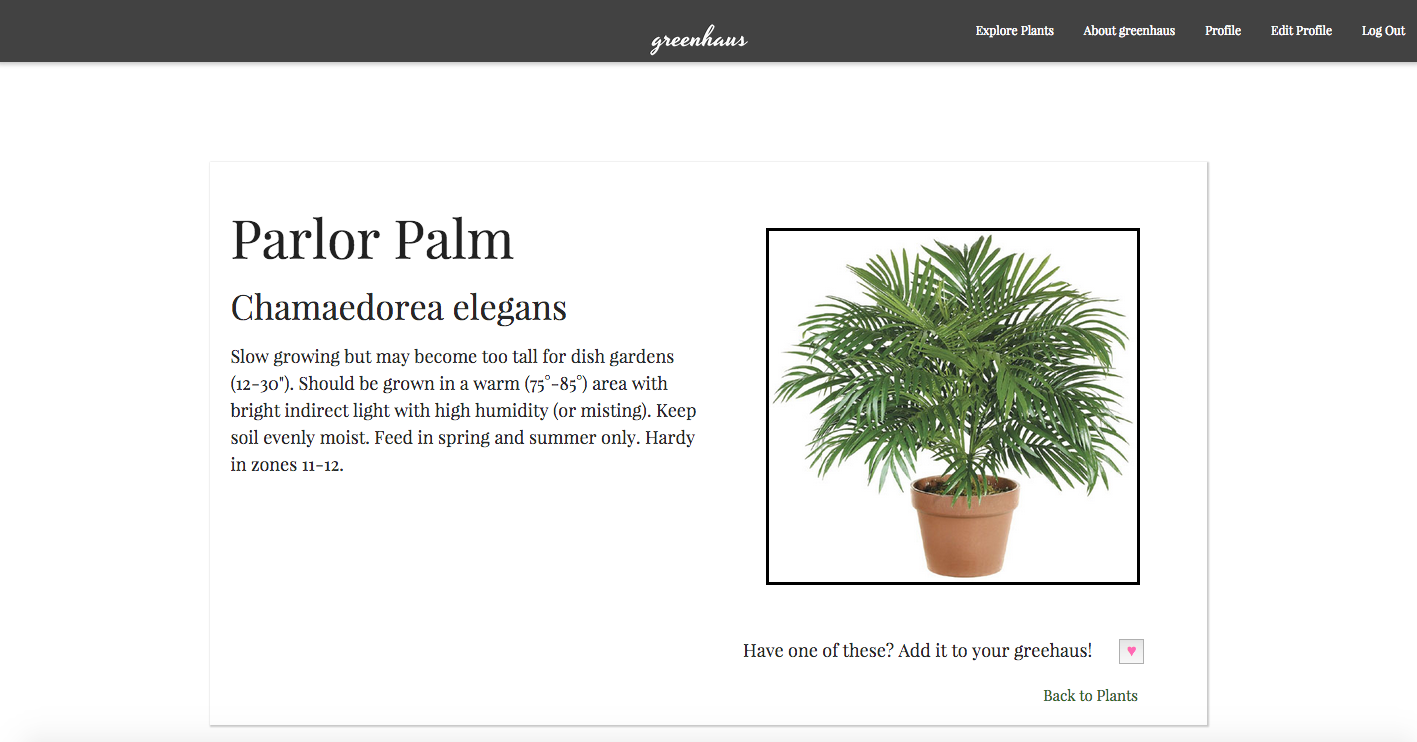 greenhaus
Explore Plants
About greenhaus
Profile
Edit Profile
Log Out
Parlor Palm
Chamaedorea elegans
Slow growing but may become too tall for dish gardens
(12-30"). Should be grown in a warm (75°-85°) area with
bright indirect light with high humidity (or misting). Keep
soil evenly moist. Feed in spring and summer only. Hardy
in zones 11-12.
Have one of these? Add it to your greehaus! ♥
Back to Plants